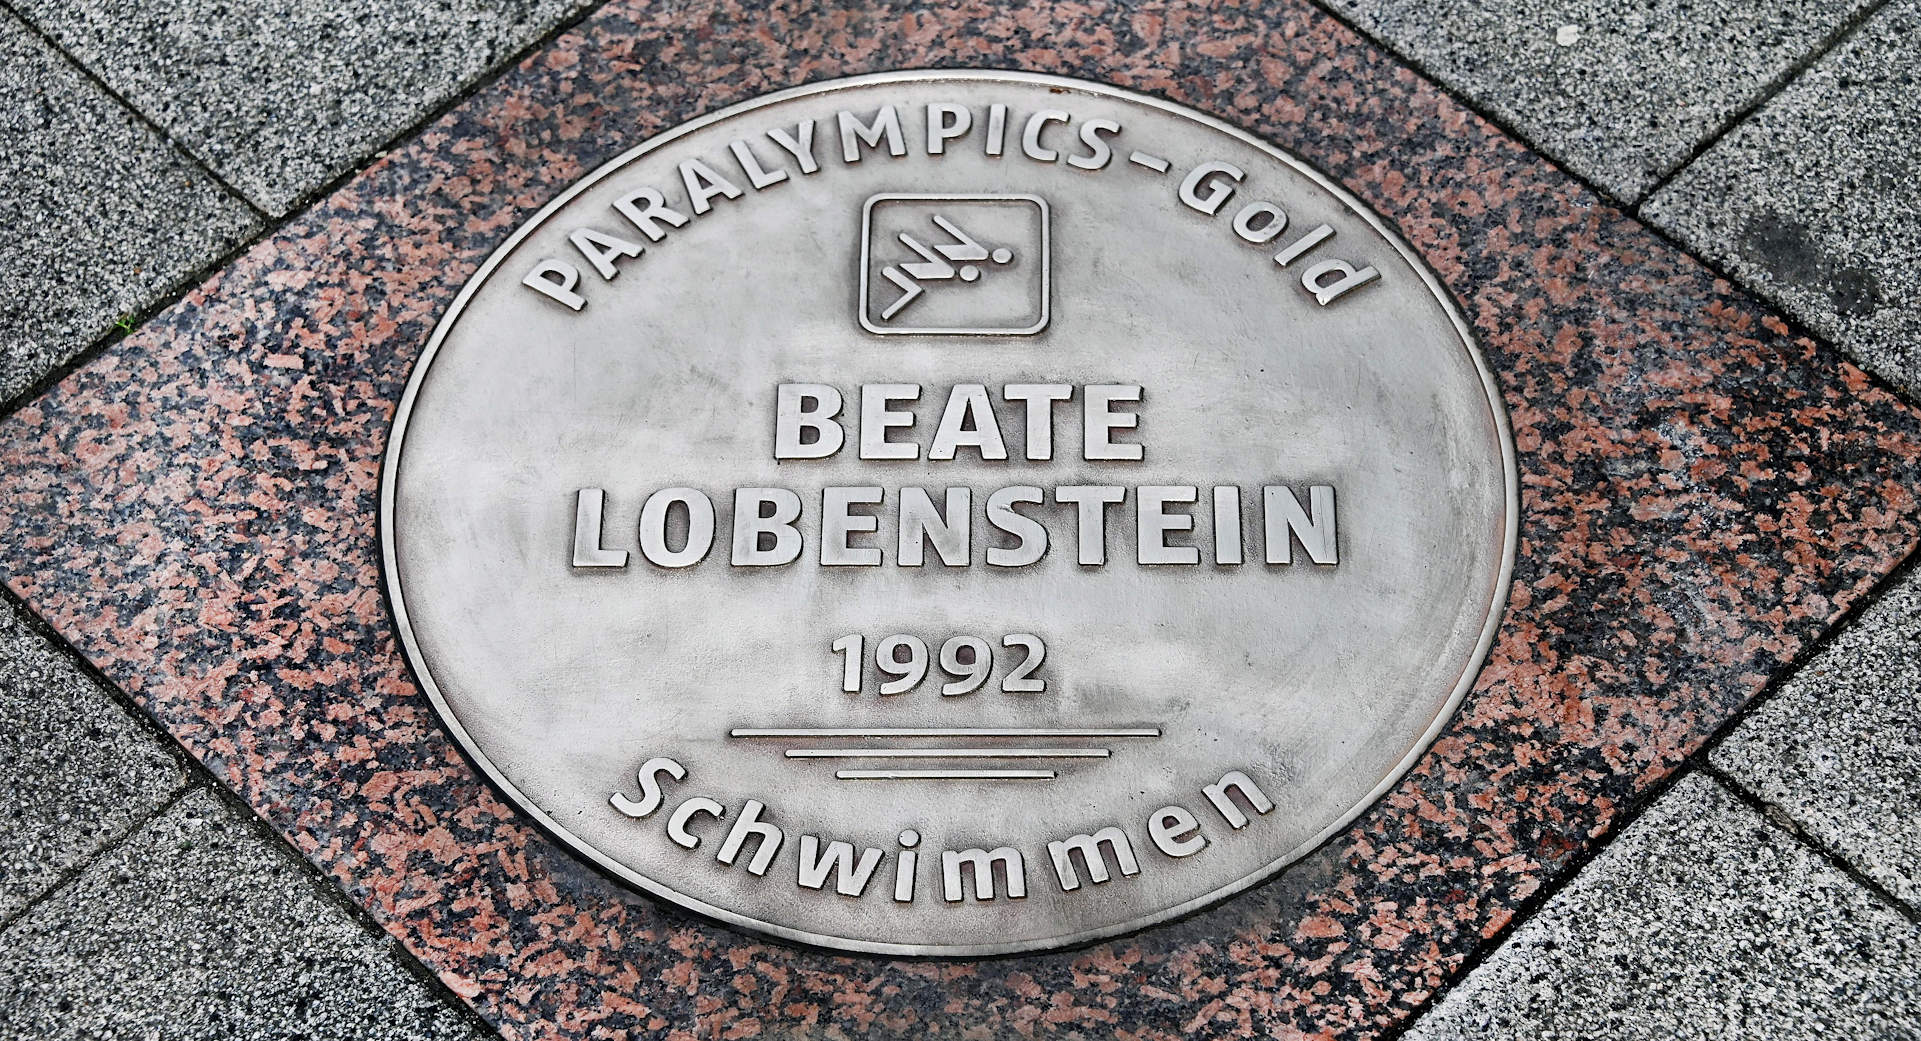 PARALYMPICS-Gold
BEATE
LOBENSTEIN
1992
Schwimmen